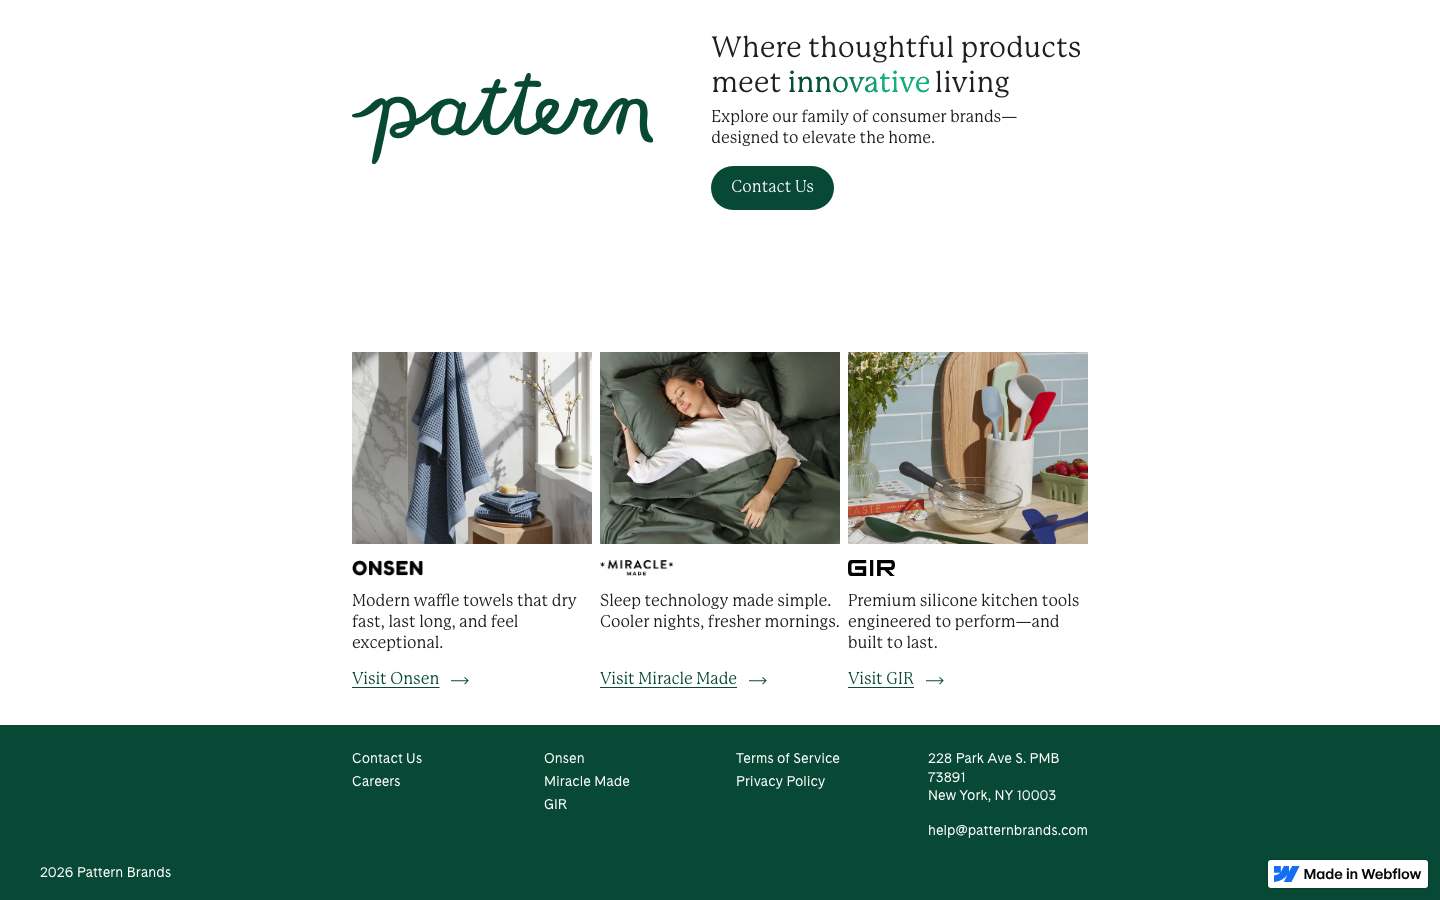 pattern
Where thoughtful products
meet innovative living
Explore our family of consumer brands—
designed to elevate the home.
Contact Us
ONSEN
Modern waffle towels that dry
fast, last long, and feel
exceptional.
Visit Onsen
MIRACLE
MADE
Sleep technology made simple.
Cooler nights, fresher mornings.
Visit Miracle Made
GIR
Premium silicone kitchen tools
engineered to perform—and
built to last.
Visit GIR
Contact Us
Careers
Onsen
Miracle Made
GIR
Terms of Service
Privacy Policy
228 Park Ave S. PMB
73891
New York, NY 10003
help@patternbrands.com
2026 Pattern Brands
Made in Webflow